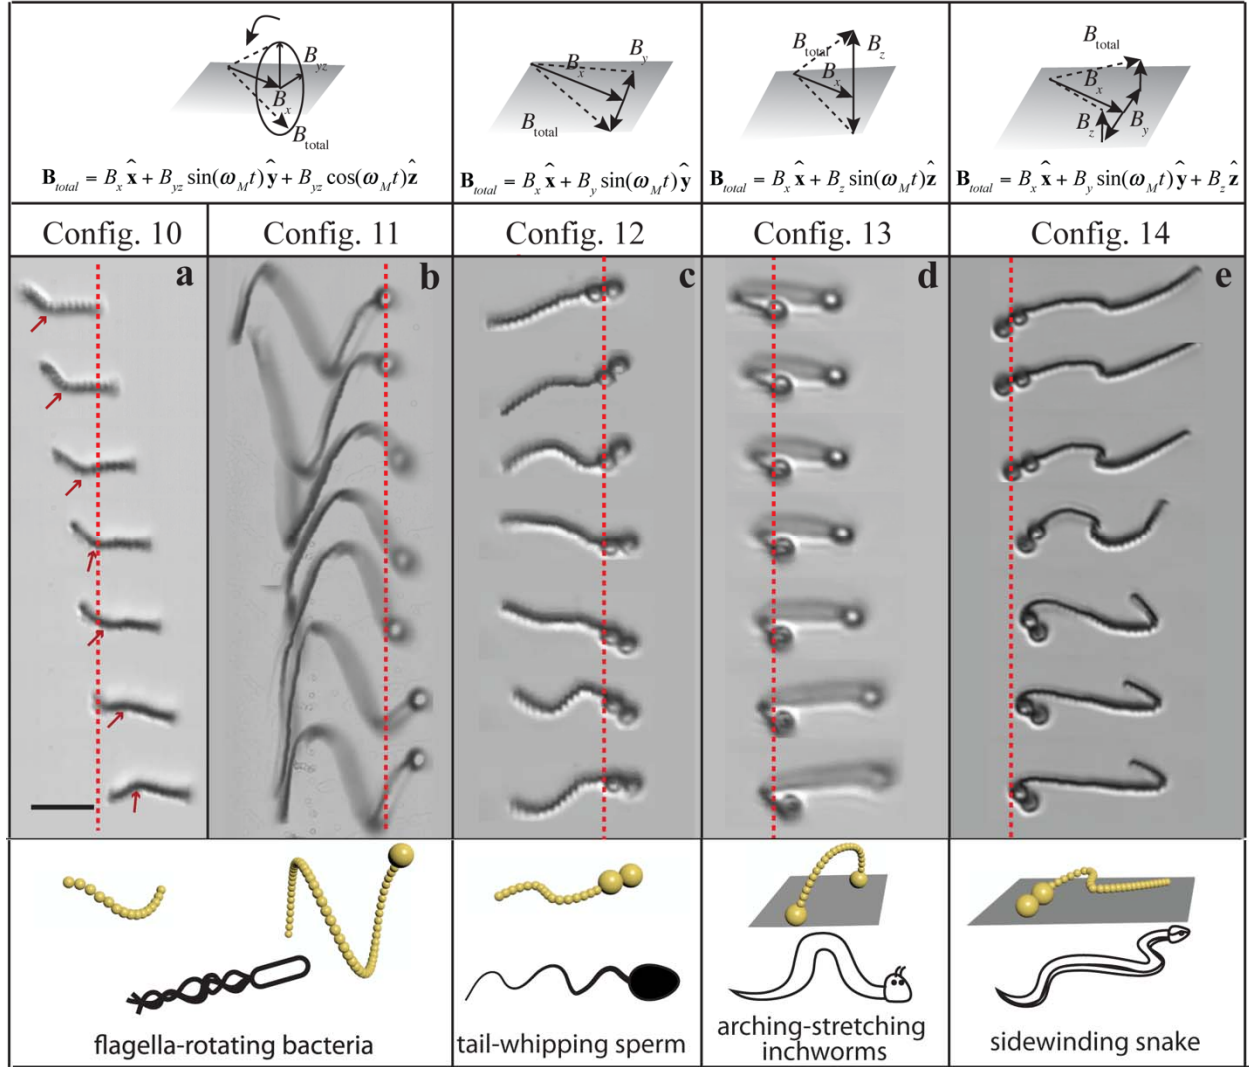 B_yz
B_x
B_total
B_x
B_y
B_total
B_total
B_z
B_x
B_total
B_x
B_z
B_y
𝐁_total = B_x x̂ + B_yz sin(ω_M t)ŷ + B_yz cos(ω_M t)ẑ
𝐁_total = B_x x̂ + B_y sin(ω_M t)ŷ
𝐁_total = B_x x̂ + B_z sin(ω_M t)ẑ
𝐁_total = B_x x̂ + B_y sin(ω_M t)ŷ + B_z ẑ
Config. 10
Config. 11
Config. 12
Config. 13
Config. 14
a
b
c
d
e
flagella-rotating bacteria
tail-whipping sperm
arching-stretching
inchworms
sidewinding snake